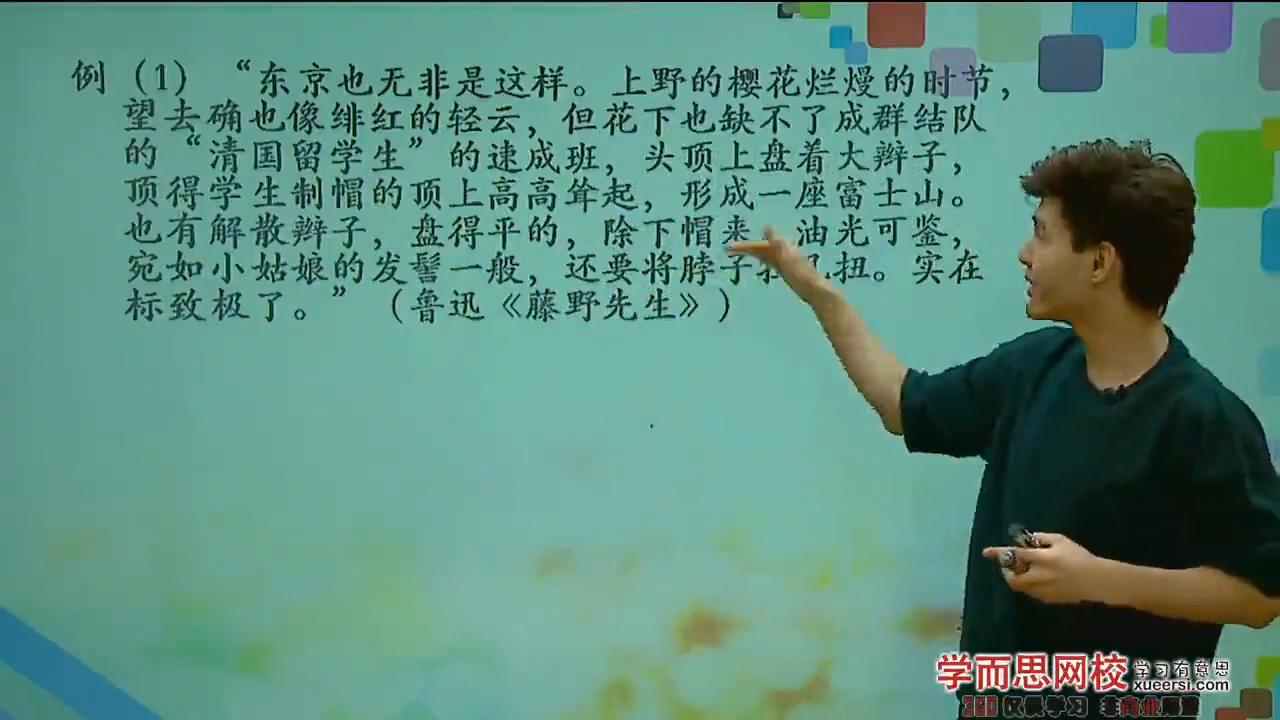 例（1） “东京也无非是这样。上野的樱花烂熳的时节，
望去确也像绯红的轻云，但花下也缺不了成群结队
的“清国留学生”的速成班，头顶上盘着大辫子，
顶得学生制帽的顶上高高耸起，形成一座富士山。
也有解散辫子，盘得平的，除下帽来 油光可鉴，
宛如小姑娘的发髻一般，还要将脖子 扭。实在
标致极了。”（鲁迅《藤野先生》）
学而思网校 学习有意思
xueersi.com